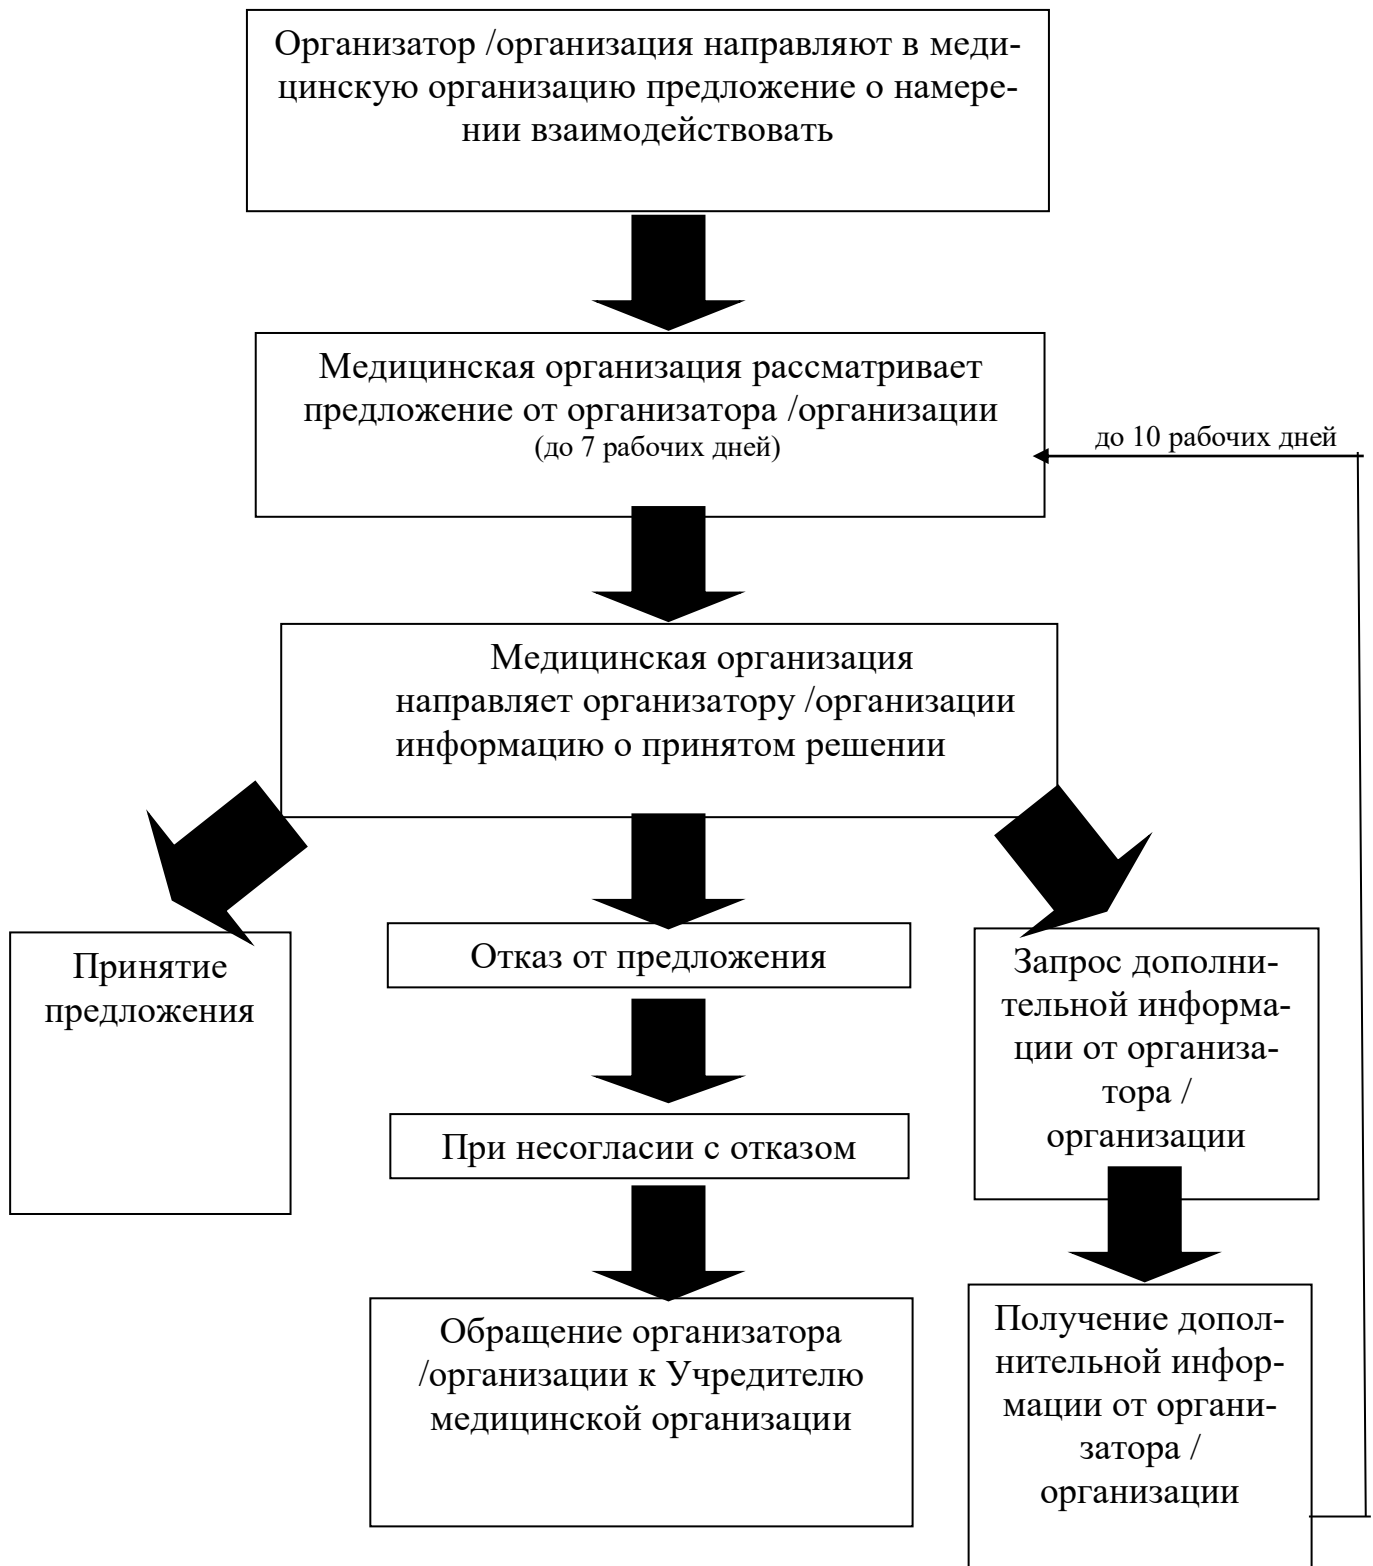 Организатор /организация направляют в меди-
цинскую организацию предложение о намере-
нии взаимодействовать
Медицинская организация рассматривает
предложение от организатора /организации
(до 7 рабочих дней)
до 10 рабочих дней
Медицинская организация
направляет организатору /организации
информацию о принятом решении
Принятие
предложения
Отказ от предложения
При несогласии с отказом
Обращение организатора
/организации к Учредителю
медицинской организации
Запрос дополни-
тельной информа-
ции от организа-
тора /
организации
Получение допол-
нительной инфор-
мации от органи-
затора /
организации